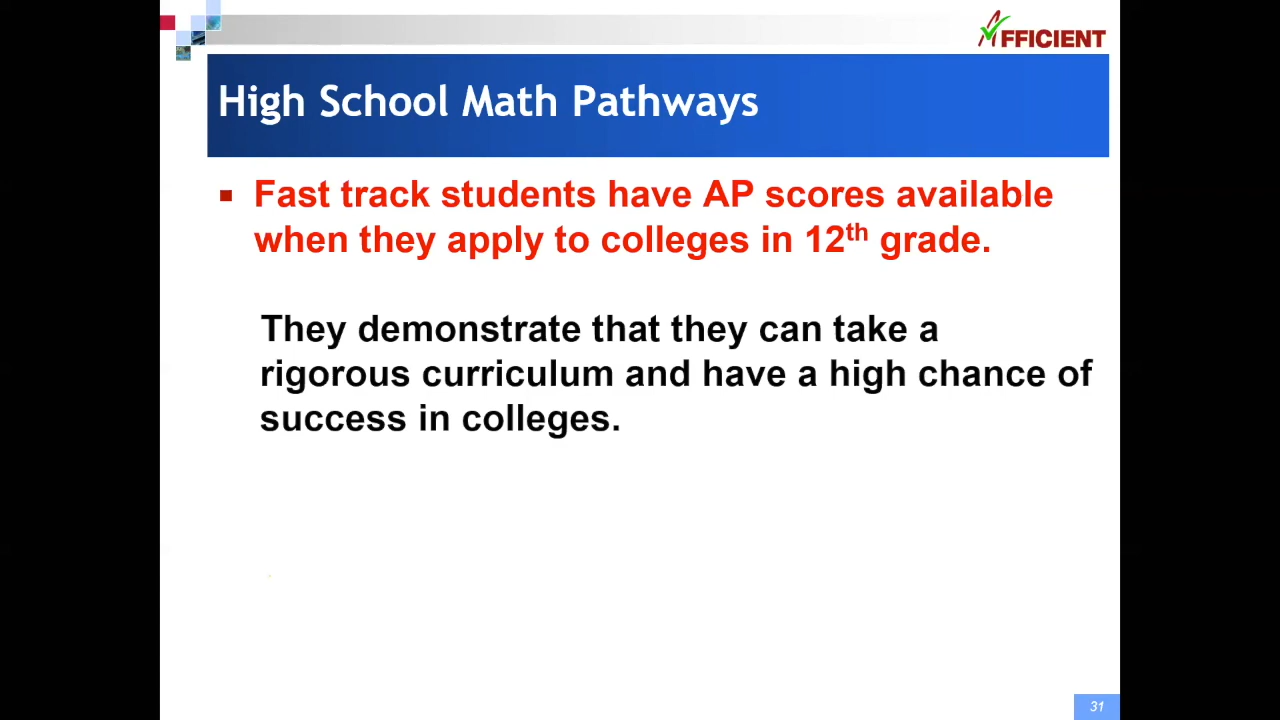 AFFICIENT
High School Math Pathways
Fast track students have AP scores available
when they apply to colleges in 12th grade.
They demonstrate that they can take a
rigorous curriculum and have a high chance of
success in colleges.
31